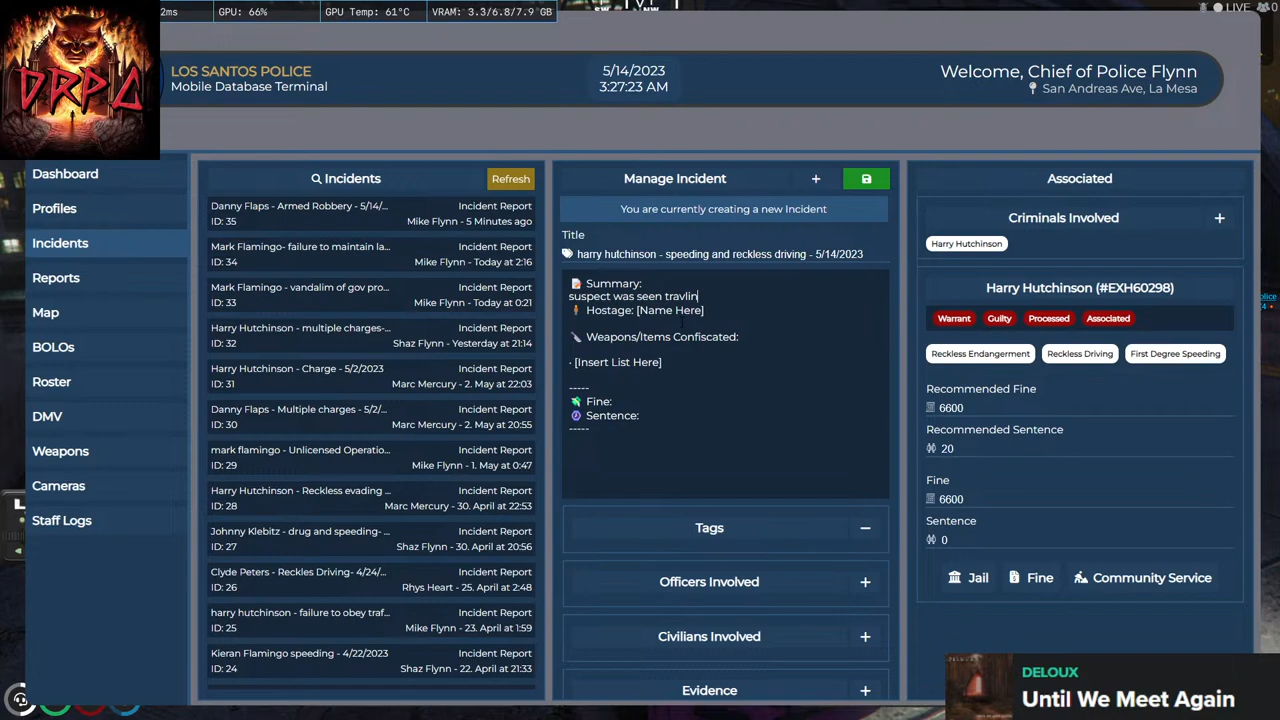 2ms GPU: 66% GPU Temp: 61°C VRAM: 3.3/6.8/7.9 GB
SW NW
LIVE 0
DRPC
LOS SANTOS POLICE
Mobile Database Terminal
5/14/2023
3:27:23 AM
Welcome, Chief of Police Flynn
San Andreas Ave, La Mesa
Dashboard
Profiles
Incidents
Reports
Map
BOLOs
Roster
DMV
Weapons
Cameras
Staff Logs
Incidents Refresh
Danny Flaps - Armed Robbery - 5/14/... Incident Report
ID: 35 Mike Flynn - 5 Minutes ago
Mark Flamingo- failure to maintain la... Incident Report
ID: 34 Mike Flynn - Today at 2:16
Mark Flamingo - vandalim of gov pro... Incident Report
ID: 33 Mike Flynn - Today at 0:21
Harry Hutchinson - multiple charges-... Incident Report
ID: 32 Shaz Flynn - Yesterday at 21:14
Harry Hutchinson - Charge - 5/2/2023 Incident Report
ID: 31 Marc Mercury - 2. May at 22:03
Danny Flaps - Multiple charges - 5/2/... Incident Report
ID: 30 Marc Mercury - 2. May at 20:55
mark flamingo - Unlicensed Operatio... Incident Report
ID: 29 Mike Flynn - 1. May at 0:47
Harry Hutchinson - Reckless evading ... Incident Report
ID: 28 Marc Mercury - 30. April at 22:53
Johnny Klebitz - drug and speeding- ... Incident Report
ID: 27 Shaz Flynn - 30. April at 20:56
Clyde Peters - Reckles Driving- 4/24/... Incident Report
ID: 26 Rhys Heart - 25. April at 2:48
harry hutchinson - failure to obey traf... Incident Report
ID: 25 Mike Flynn - 23. April at 1:59
Kieran Flamingo speeding - 4/22/2023 Incident Report
ID: 24 Shaz Flynn - 22. April at 21:33
Manage Incident +
You are currently creating a new Incident
Title
harry hutchinson - speeding and reckless driving - 5/14/2023
📝 Summary:
suspect was seen travlin
🧍 Hostage: [Name Here]
🔪 Weapons/Items Confiscated:
· [Insert List Here]
-----
💸 Fine:
Sentence:
-----
Tags −
Officers Involved +
Civilians Involved +
Evidence +
Associated
Criminals Involved +
Harry Hutchinson
Harry Hutchinson (#EXH60298)
Warrant Guilty Processed Associated
Reckless Endangerment Reckless Driving First Degree Speeding
Recommended Fine
6600
Recommended Sentence
20
Fine
6600
Sentence
0
Jail Fine Community Service
DELOUX
Until We Meet Again